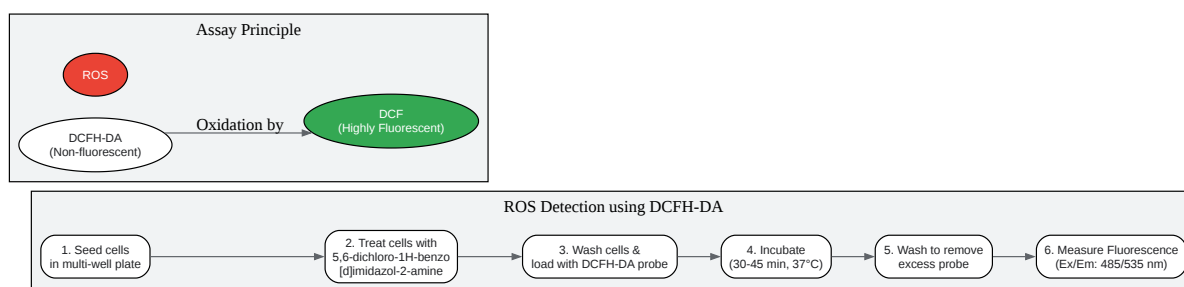 Assay Principle
ROS
DCFH-DA
(Non-fluorescent)
Oxidation by
DCF
(Highly Fluorescent)
ROS Detection using DCFH-DA
1. Seed cells
in multi-well plate
2. Treat cells with
5,6-dichloro-1H-benzo
[d]imidazol-2-amine
3. Wash cells &
load with DCFH-DA probe
4. Incubate
(30-45 min, 37°C)
5. Wash to remove
excess probe
6. Measure Fluorescence
(Ex/Em: 485/535 nm)